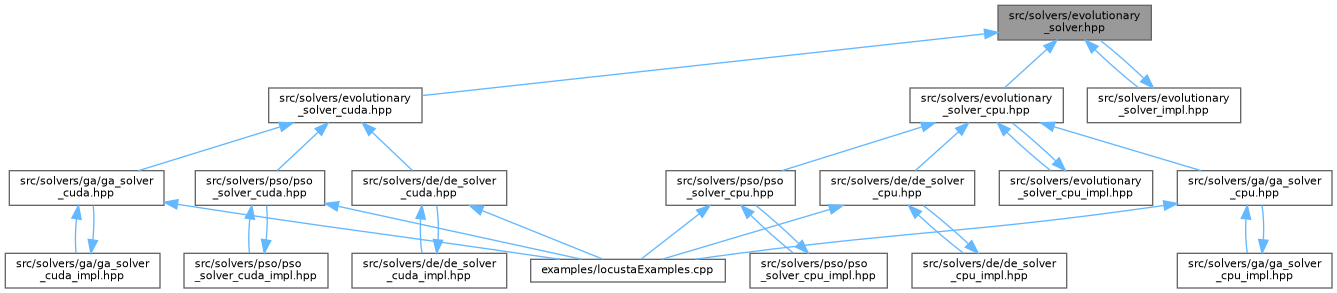 src/solvers/evolutionary
_solver.hpp
src/solvers/evolutionary
_solver_cuda.hpp
src/solvers/evolutionary
_solver_cpu.hpp
src/solvers/evolutionary
_solver_impl.hpp
src/solvers/ga/ga_solver
_cuda.hpp
src/solvers/pso/pso
_solver_cuda.hpp
src/solvers/de/de_solver
_cuda.hpp
src/solvers/pso/pso
_solver_cpu.hpp
src/solvers/de/de_solver
_cpu.hpp
src/solvers/evolutionary
_solver_cpu_impl.hpp
src/solvers/ga/ga_solver
_cpu.hpp
src/solvers/ga/ga_solver
_cuda_impl.hpp
src/solvers/pso/pso
_solver_cuda_impl.hpp
src/solvers/de/de_solver
_cuda_impl.hpp
examples/locustaExamples.cpp
src/solvers/pso/pso
_solver_cpu_impl.hpp
src/solvers/de/de_solver
_cpu_impl.hpp
src/solvers/ga/ga_solver
_cpu_impl.hpp